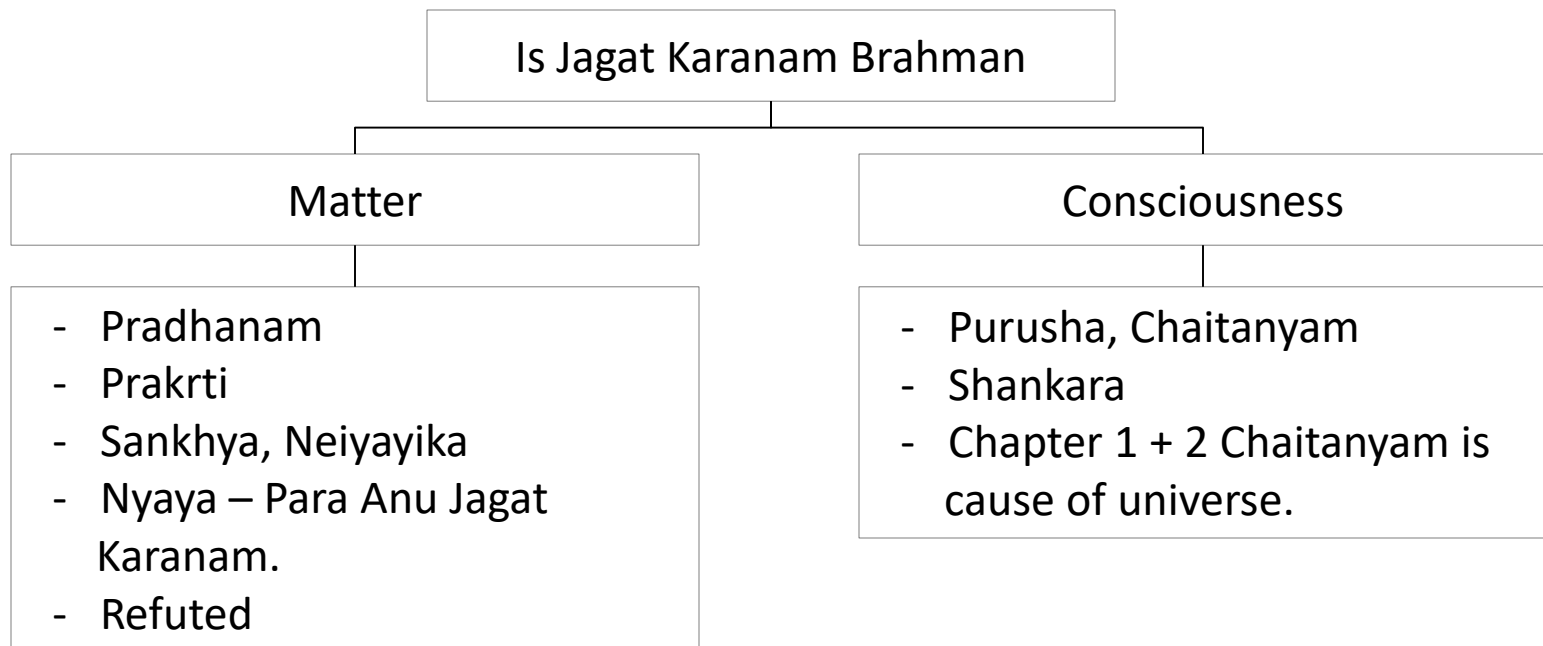 Is Jagat Karanam Brahman
Matter
Consciousness
- Pradhanam
- Prakrti
- Sankhya, Neiyayika
- Nyaya – Para Anu Jagat
Karanam.
- Refuted
- Purusha, Chaitanyam
- Shankara
- Chapter 1 + 2 Chaitanyam is
cause of universe.